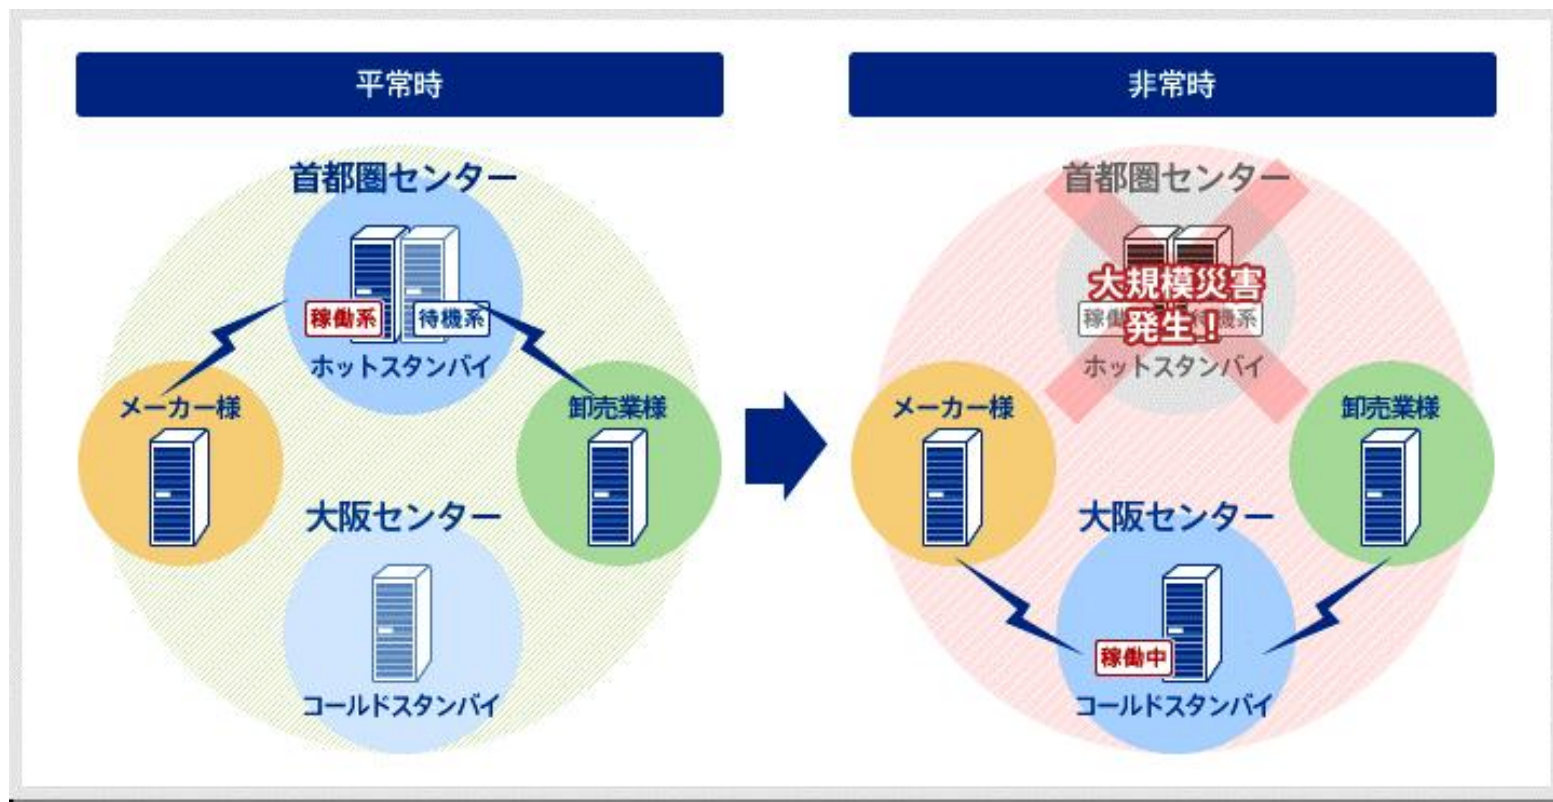 平常時
首都圏センター
稼働系
待機系
ホットスタンバイ
メーカー様
卸売業様
大阪センター
コールドスタンバイ
非常時
首都圏センター
大規模災害
発生！
稼働
機系
ホットスタンバイ
メーカー様
卸売業様
大阪センター
稼働中
コールドスタンバイ